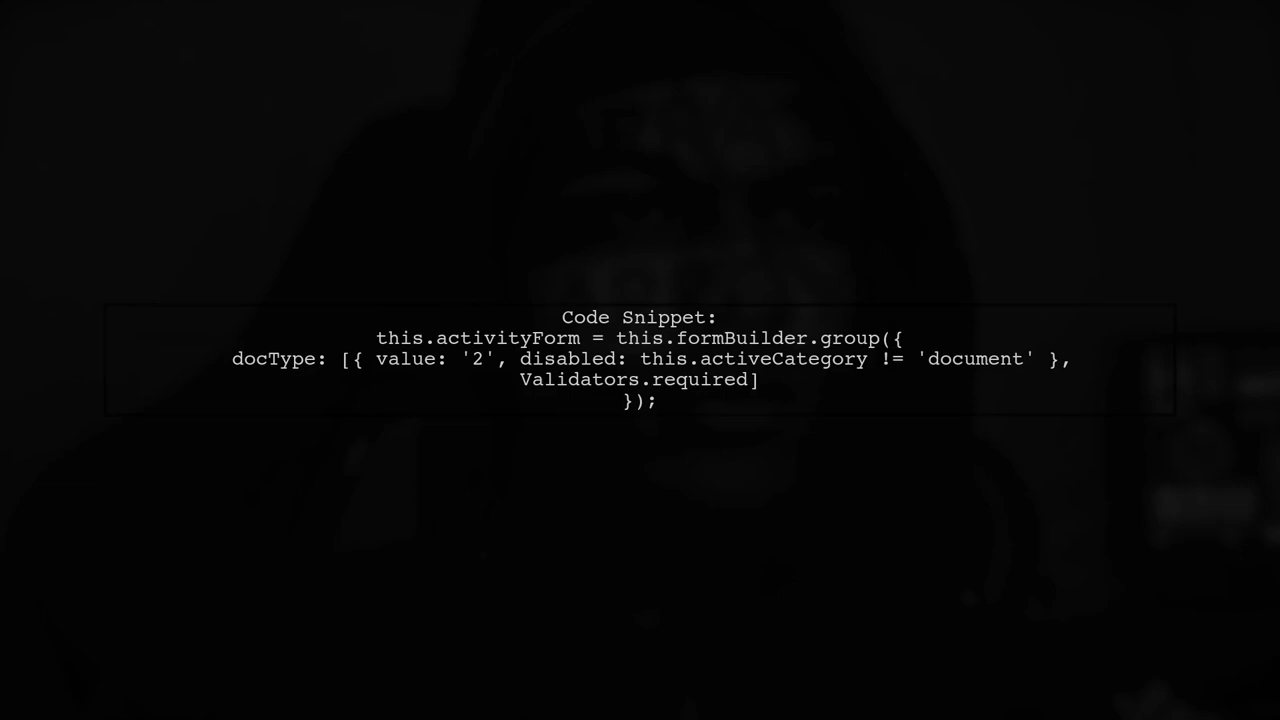 Code Snippet:
this.activityForm = this.formBuilder.group({
docType: [{ value: '2', disabled: this.activeCategory != 'document' },
Validators.required]
});